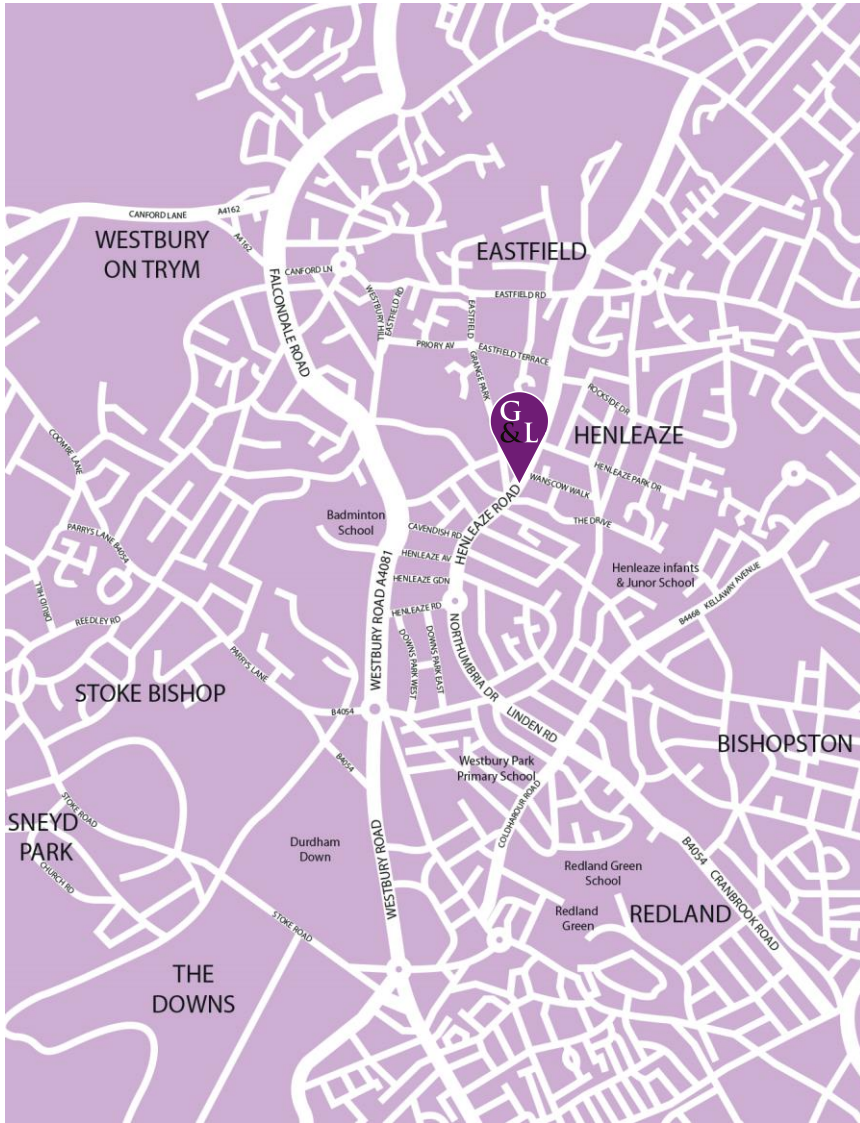 CANFORD LANE
A4162
A4162
WESTBURY
ON TRYM
CANFORD LN
EASTFIELD
FALCONDALE ROAD
WESTBURY HILL
EASTFIELD RD
EASTFIELD RD
EASTFIELD
PRIORY AV
EASTFIELD TERRACE
GRANGE PARK
ROCKSIDE DR
G
& L
HENLEAZE
COOMBE LANE
HENLEAZE PARK DR
WANSCOW WALK
HENLEAZE ROAD
Badminton
School
THE DRIVE
PARRYS LANE B4054
CAVENDISH RD
HENLEAZE AV
Henleaze infants
& Junor School
HENLEAZE GDN
WESTBURY ROAD A4081
B4468 KELLAWAY AVENUE
DRUID HILL
REEDLEY RD
HENLEAZE RD
NORTHUMBRIA DR
DOWNS PARK WEST
DOWNS PARK EAST
PARRYS LANE
STOKE BISHOP
B4054
LINDEN RD
BISHOPSTON
B4054
Westbury Park
Primary School
STOKE ROAD
SNEYD
PARK
COLDHABOUR ROAD
Durdham
Down
B4054 CRANBROOK ROAD
CHURCH RD
WESTBURY ROAD
Redland Green
School
Redland
Green
REDLAND
STOKE ROAD
THE
DOWNS